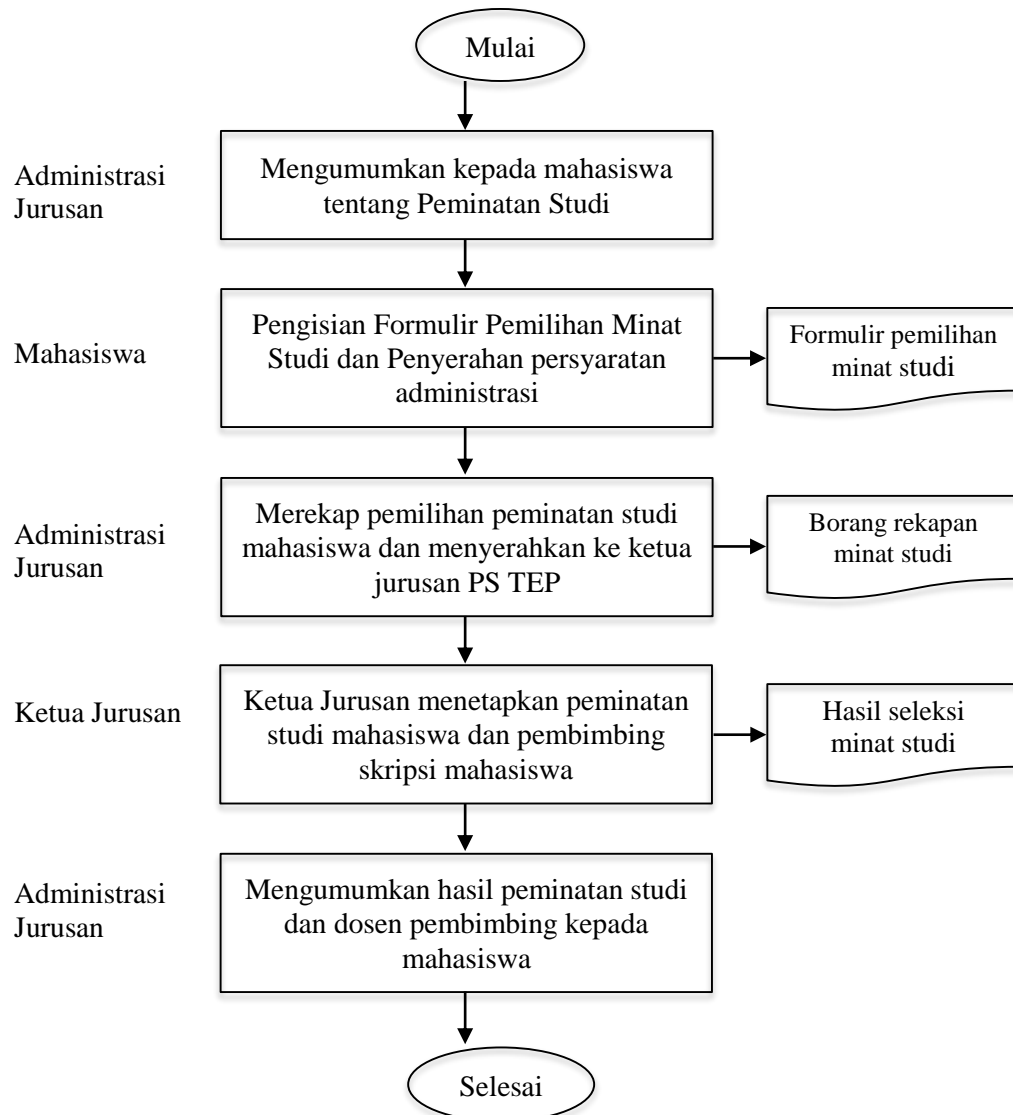 Mulai
Administrasi
Jurusan
Mengumumkan kepada mahasiswa
tentang Peminatan Studi
Mahasiswa
Pengisian Formulir Pemilihan Minat
Studi dan Penyerahan persyaratan
administrasi
Formulir pemilihan
minat studi
Administrasi
Jurusan
Merekap pemilihan peminatan studi
mahasiswa dan menyerahkan ke ketua
jurusan PS TEP
Borang rekapan
minat studi
Ketua Jurusan
Ketua Jurusan menetapkan peminatan
studi mahasiswa dan pembimbing
skripsi mahasiswa
Hasil seleksi
minat studi
Administrasi
Jurusan
Mengumumkan hasil peminatan studi
dan dosen pembimbing kepada
mahasiswa
Selesai